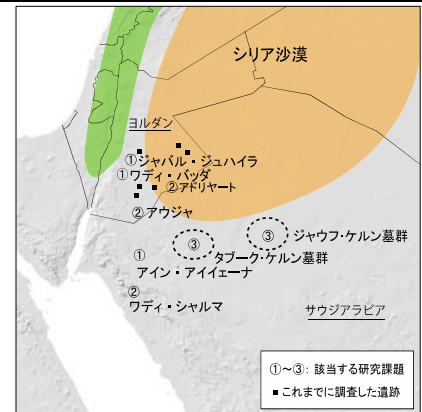 シリア沙漠
ヨルダン
①ジャバル・ジュハイラ
①ワディ・バッダ
②アドリヤート
②アウジャ
③
③ ジャウフ・ケルン墓群
タブーク・ケルン墓群
①
アイン・アイイェーナ
②
ワディ・シャルマ
サウジアラビア
①～③: 該当する研究課題
■これまでに調査した遺跡